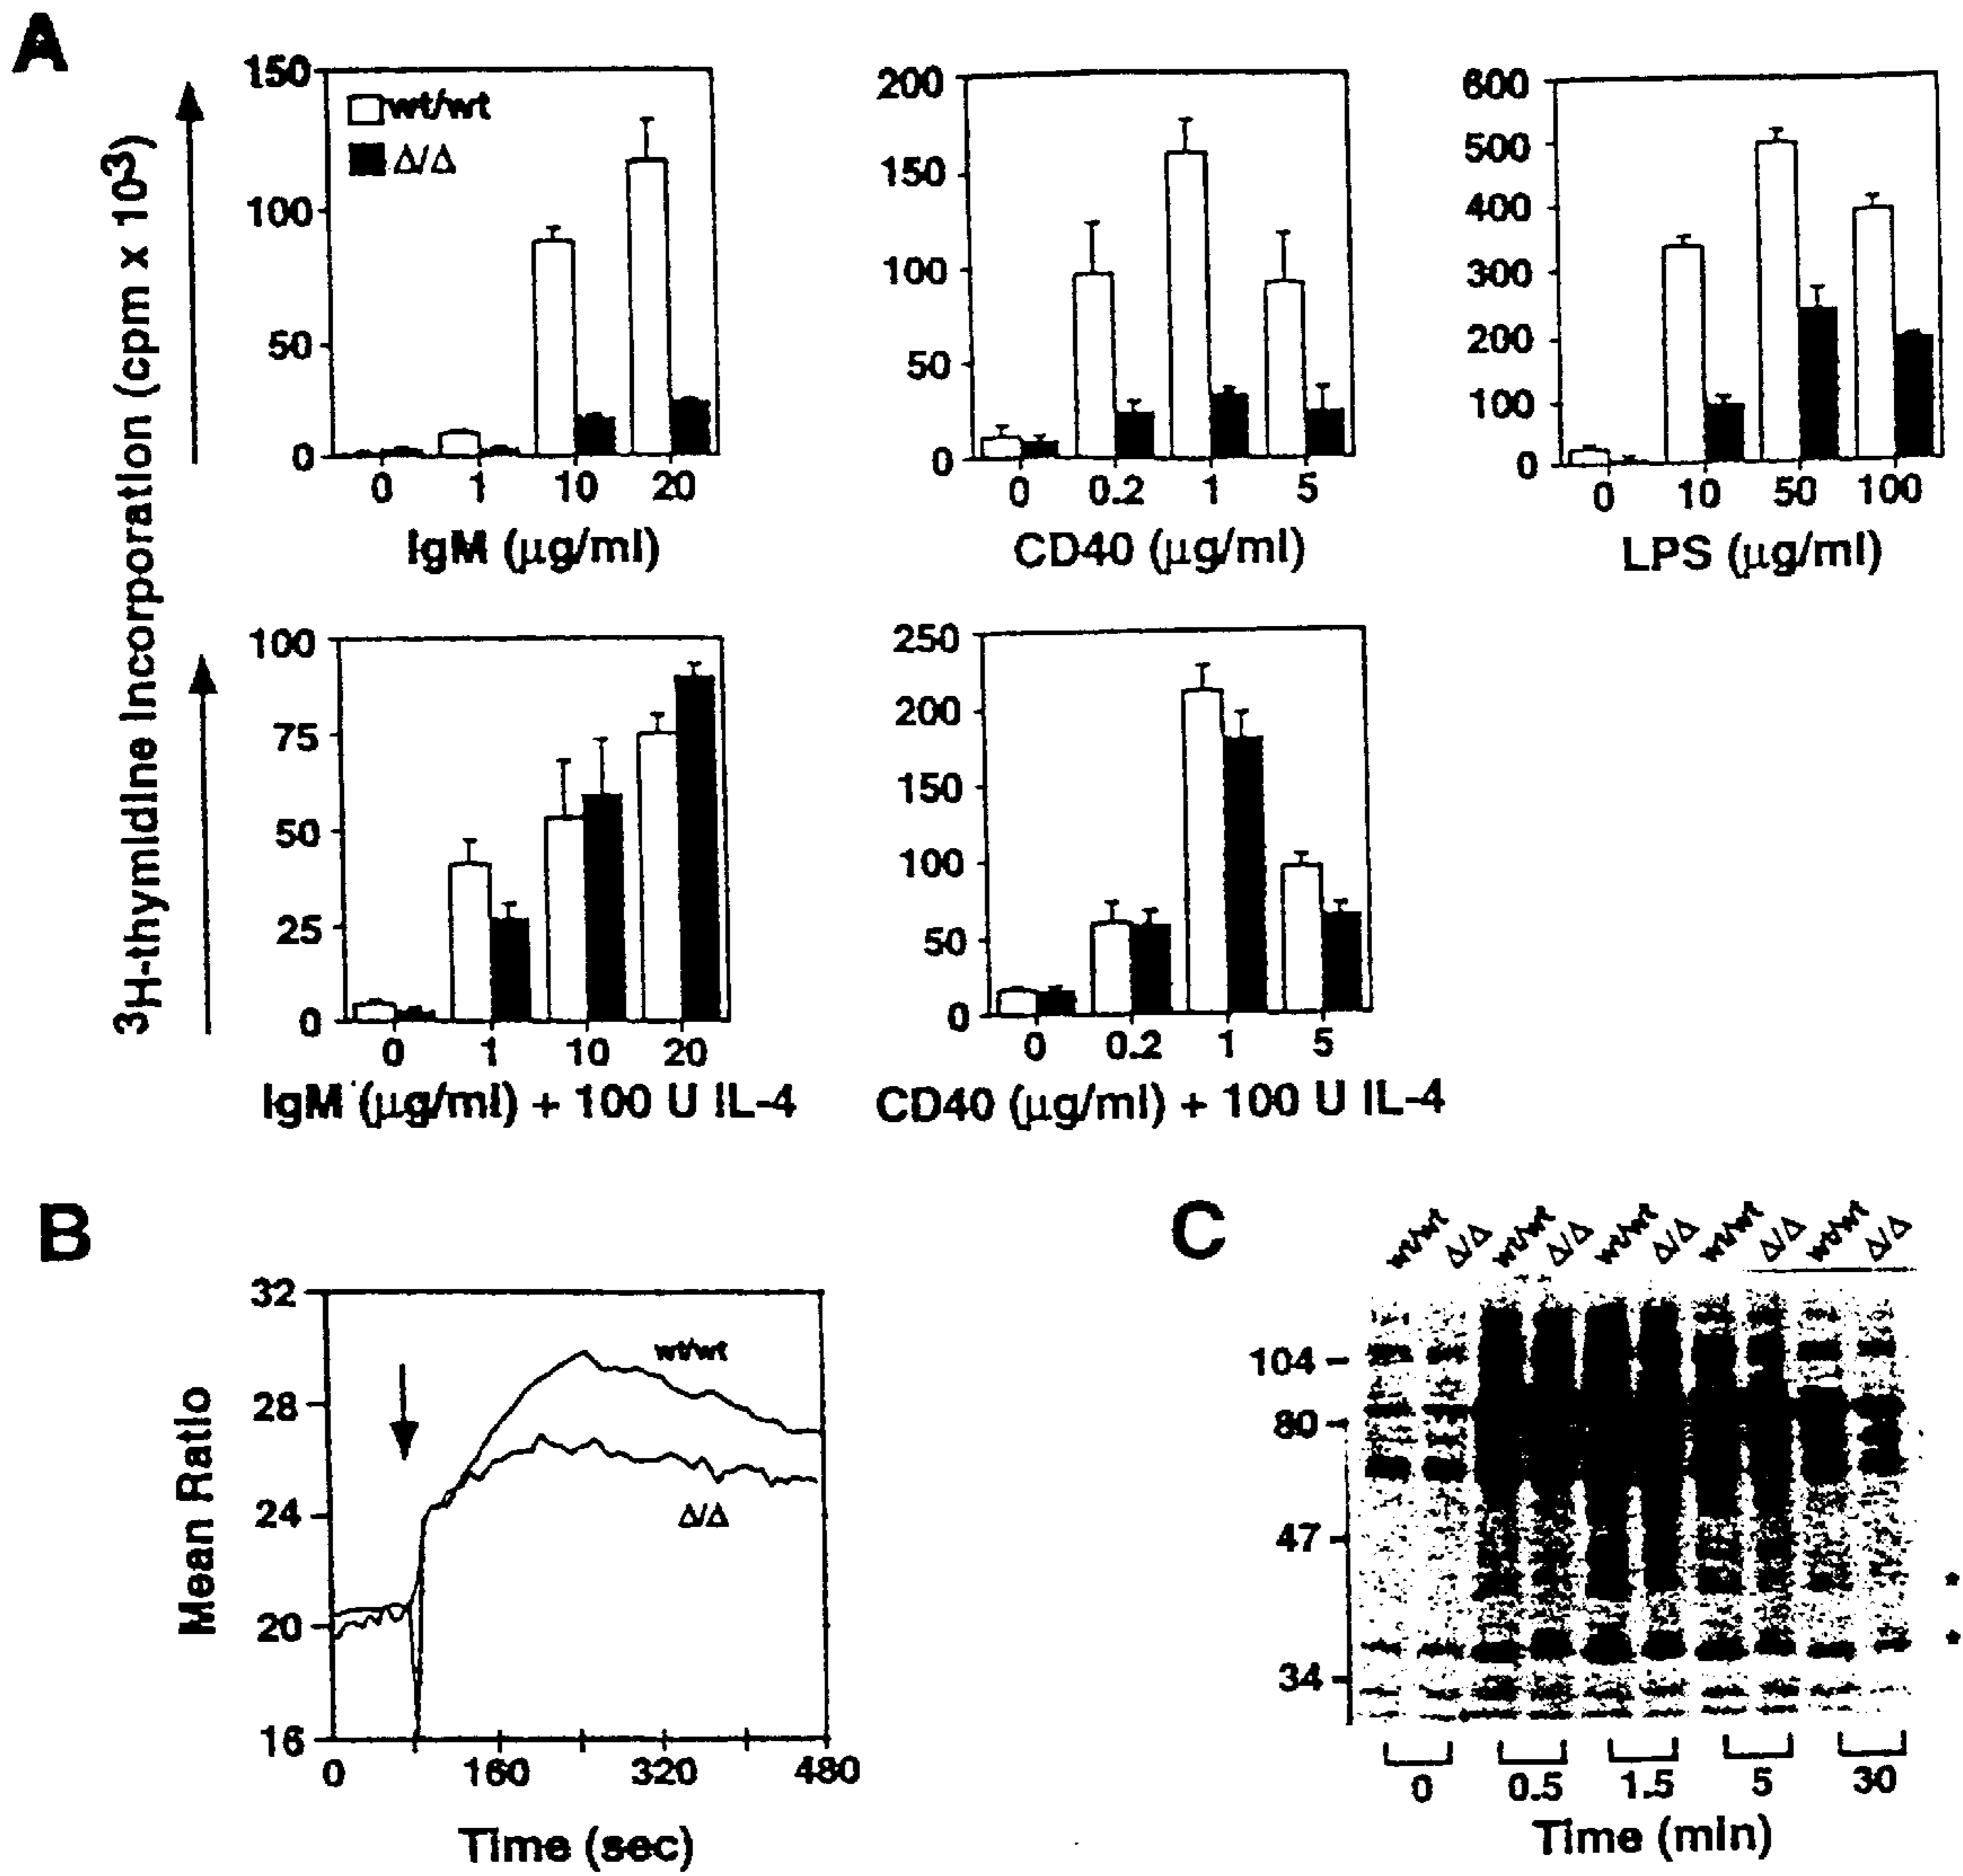 A
3H-thymidine Incorporation (cpm x 10³)
150
100
50
0
wt/wt
Δ/Δ
0 1 10 20
IgM (μg/ml)
200
150
100
50
0
0 0.2 1 5
CD40 (μg/ml)
600
500
400
300
200
100
0
0 10 50 100
LPS (μg/ml)
100
75
50
25
0
0 1 10 20
IgM (μg/ml) + 100 U IL-4
250
200
150
100
50
0
0 0.2 1 5
CD40 (μg/ml) + 100 U IL-4
B
Mean Ratio
32
28
24
20
16
wt/wt
Δ/Δ
0 160 320 480
Time (sec)
C
wt/wt Δ/Δ wt/wt Δ/Δ wt/wt Δ/Δ wt/wt Δ/Δ wt/wt Δ/Δ
104
80
47
*
*
34
0 0.5 1.5 5 30
Time (min)